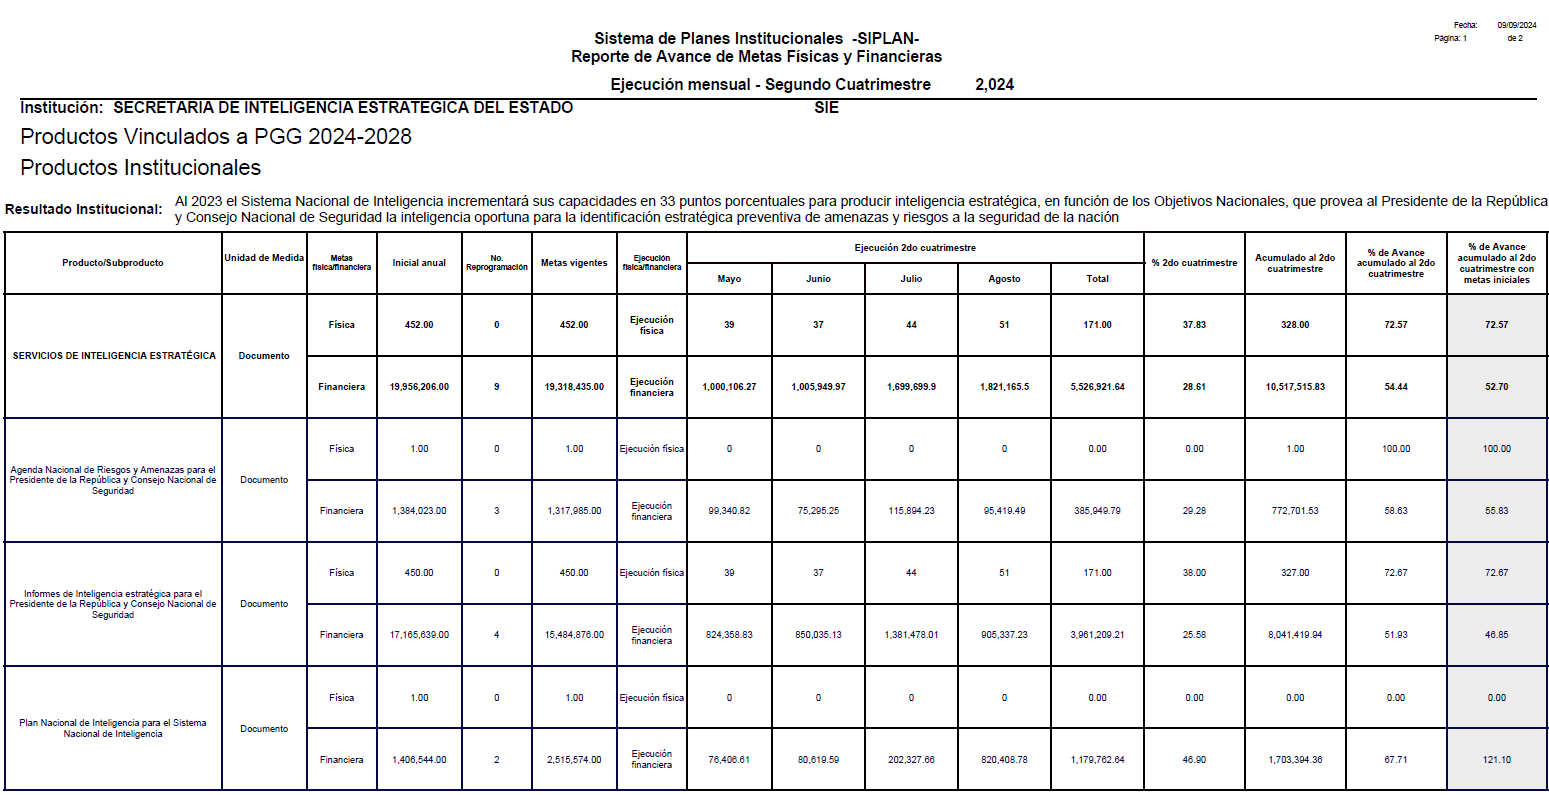 Fecha: 09/09/2024
Página: 1 de 2
Sistema de Planes Institucionales -SIPLAN-
Reporte de Avance de Metas Físicas y Financieras
Ejecución mensual - Segundo Cuatrimestre 2,024
Institución: SECRETARIA DE INTELIGENCIA ESTRATEGICA DEL ESTADO SIE
Productos Vinculados a PGG 2024-2028
Productos Institucionales
Resultado Institucional: Al 2023 el Sistema Nacional de Inteligencia incrementará sus capacidades en 33 puntos porcentuales para producir inteligencia estratégica, en función de los Objetivos Nacionales, que provea al Presidente de la República
y Consejo Nacional de Seguridad la inteligencia oportuna para la identificación estratégica preventiva de amenazas y riesgos a la seguridad de la nación
Producto/Subproducto
Unidad de Medida
Metas
física/financiera
Inicial anual
No.
Reprogramación
Metas vigentes
Ejecución
física/financiera
Ejecución 2do cuatrimestre
Mayo Junio Julio Agosto Total
% 2do cuatrimestre
Acumulado al 2do
cuatrimestre
% de Avance
acumulado al 2do
cuatrimestre
% de Avance
acumulado al 2do
cuatrimestre con
metas iniciales
SERVICIOS DE INTELIGENCIA ESTRATÉGICA
Documento
Física 452.00 0 452.00
Ejecución
física
39 37 44 51 171.00 37.83 328.00 72.57 72.57
Financiera 19,956,206.00 9 19,318,435.00
Ejecución
financiera
1,000,106.27 1,005,949.97 1,699,699.9 1,821,165.5 5,526,921.64 28.61 10,517,515.83 54.44 52.70
Agenda Nacional de Riesgos y Amenazas para el
Presidente de la República y Consejo Nacional de
Seguridad
Documento
Física 1.00 0 1.00 Ejecución física 0 0 0 0 0.00 0.00 1.00 100.00 100.00
Financiera 1,384,023.00 3 1,317,985.00
Ejecución
financiera
99,340.82 75,295.25 115,894.23 95,419.49 385,949.79 29.28 772,701.53 58.63 55.83
Informes de Inteligencia estratégica para el
Presidente de la República y Consejo Nacional de
Seguridad
Documento
Física 450.00 0 450.00 Ejecución física 39 37 44 51 171.00 38.00 327.00 72.67 72.67
Financiera 17,165,639.00 4 15,484,876.00
Ejecución
financiera
824,358.83 850,035.13 1,381,478.01 905,337.23 3,961,209.21 25.58 8,041,419.94 51.93 46.85
Plan Nacional de Inteligencia para el Sistema
Nacional de Inteligencia
Documento
Física 1.00 0 1.00 Ejecución física 0 0 0 0 0.00 0.00 0.00 0.00 0.00
Financiera 1,406,544.00 2 2,515,574.00
Ejecución
financiera
76,406.61 80,619.59 202,327.66 820,408.78 1,179,762.64 46.90 1,703,394.36 67.71 121.10